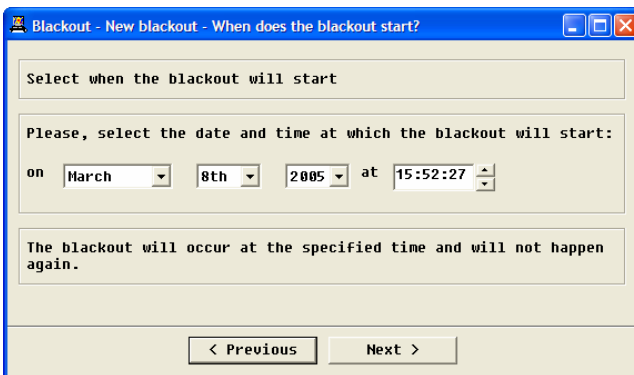 Blackout - New blackout - When does the blackout start?
Select when the blackout will start
Please, select the date and time at which the blackout will start:
on March 8th 2005 at 15:52:27
The blackout will occur at the specified time and will not happen
again.
< Previous Next >